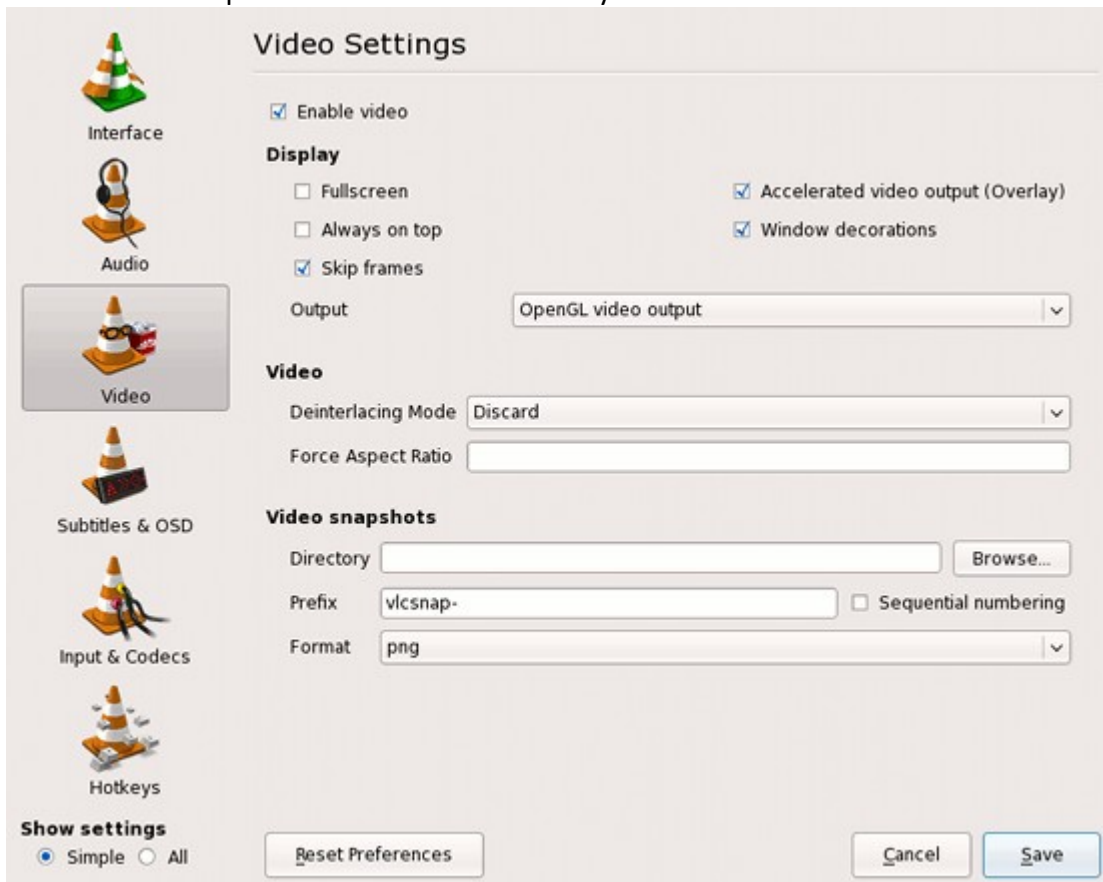 Video Settings
Interface
Enable video
Display
Fullscreen
Accelerated video output (Overlay)
Always on top
Window decorations
Audio
Skip frames
Output
OpenGL video output
Video
Video
Deinterlacing Mode
Discard
Force Aspect Ratio
Subtitles & OSD
Video snapshots
Directory
Browse...
Prefix
vlcsnap-
Sequential numbering
Input & Codecs
Format
png
Hotkeys
Show settings
Simple
All
Reset Preferences
Cancel
Save